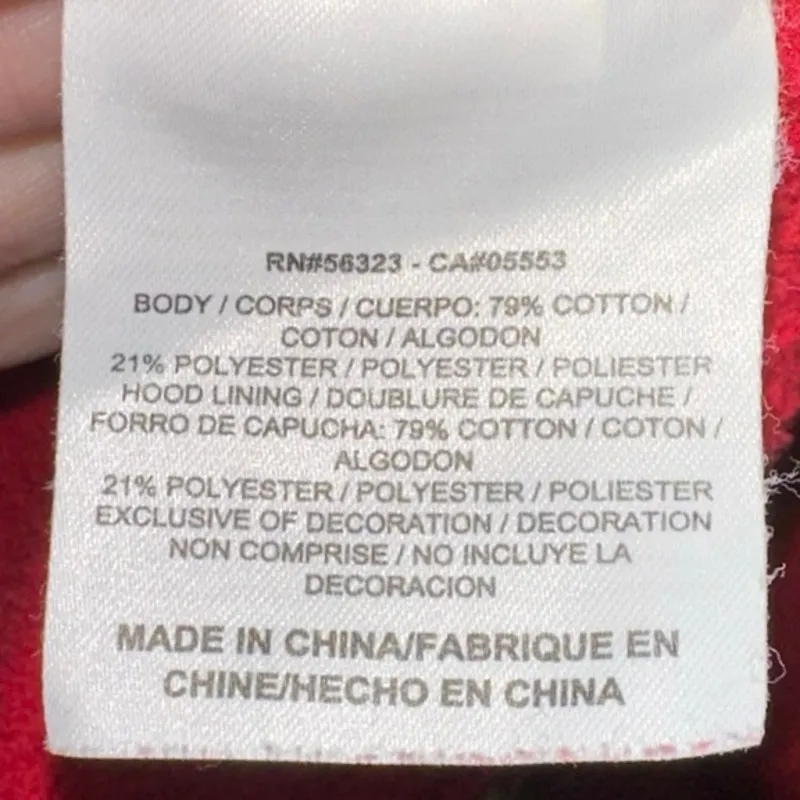 RN#56323 - CA#05553
BODY / CORPS / CUERPO: 79% COTTON /
COTON / ALGODON
21% POLYESTER / POLYESTER / POLIESTER
HOOD LINING / DOUBLURE DE CAPUCHE /
FORRO DE CAPUCHA: 79% COTTON / COTON /
ALGODON
21% POLYESTER / POLYESTER / POLIESTER
EXCLUSIVE OF DECORATION / DECORATION
NON COMPRISE / NO INCLUYE LA
DECORACION
MADE IN CHINA/FABRIQUE EN
CHINE/HECHO EN CHINA